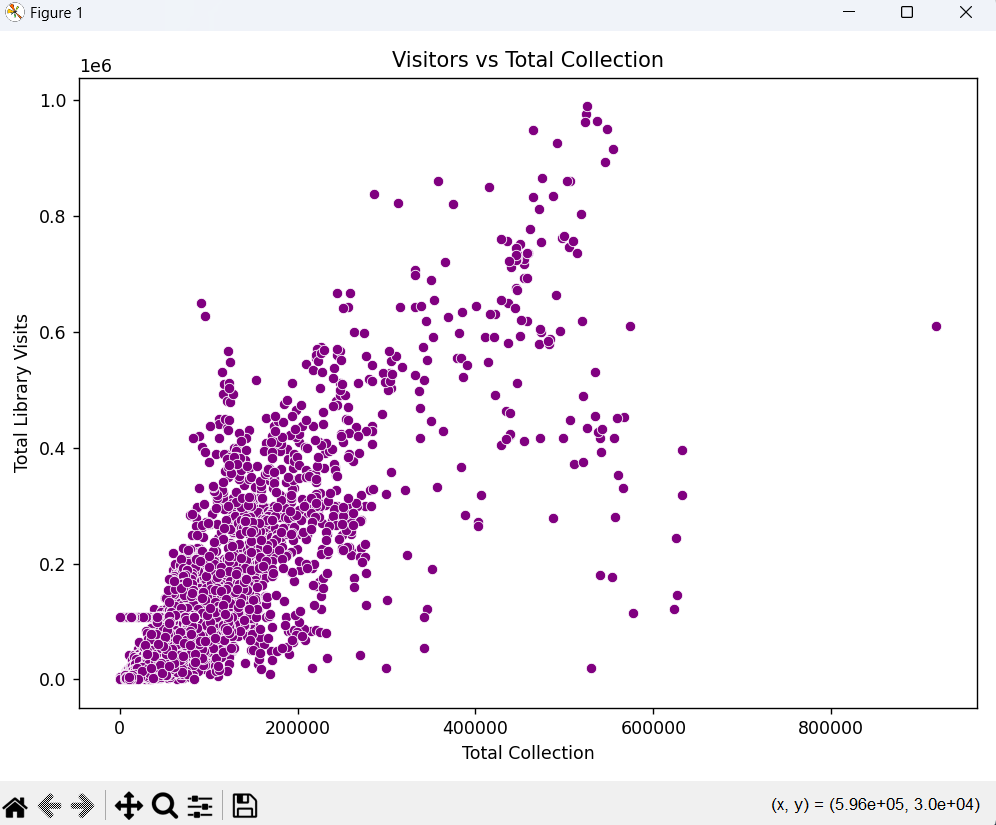 Figure 1
Visitors vs Total Collection
1e6
1.0
0.8
0.6
0.4
0.2
0.0
Total Library Visits
0
200000
400000
600000
800000
Total Collection
(x, y) = (5.96e+05, 3.0e+04)